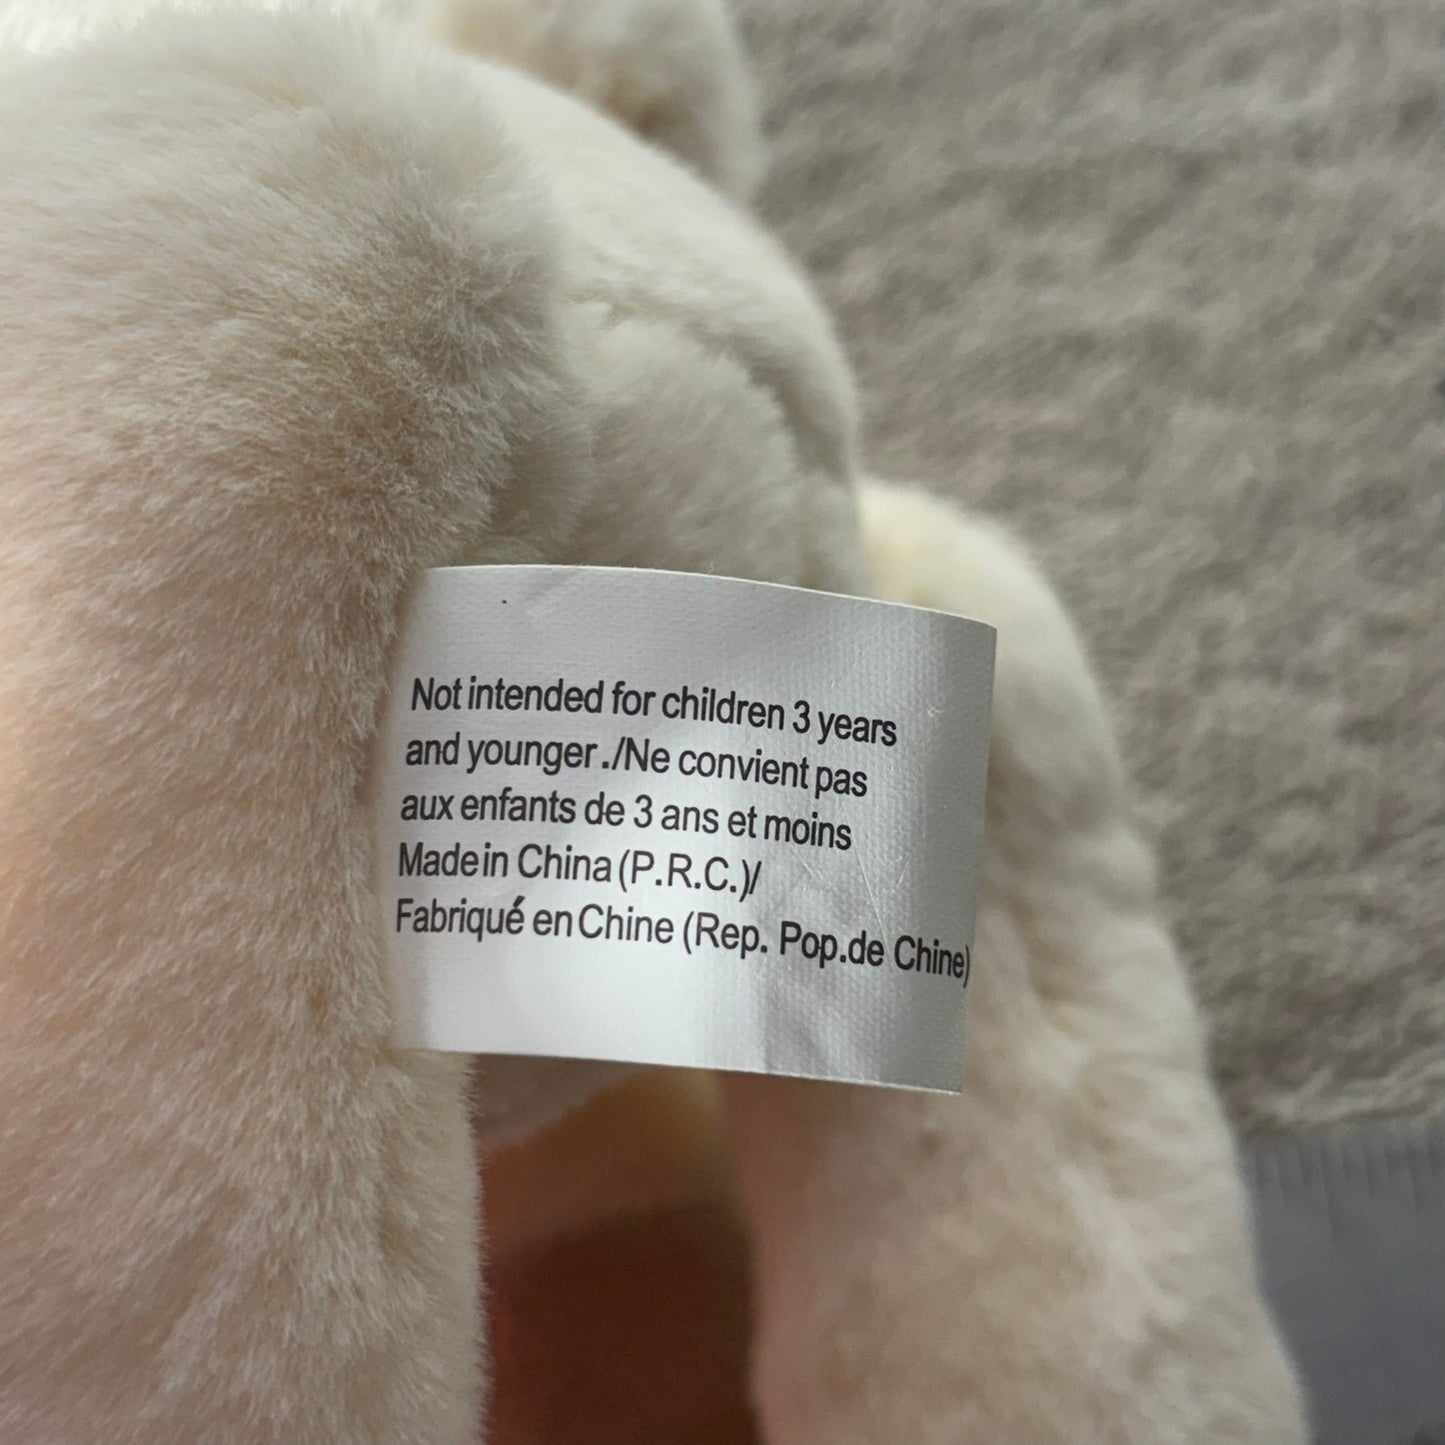 Not intended for children 3 years
and younger./Ne convient pas
aux enfants de 3 ans et moins
Made in China (P.R.C.)/
Fabriqué en Chine (Rep. Pop.de Chine)